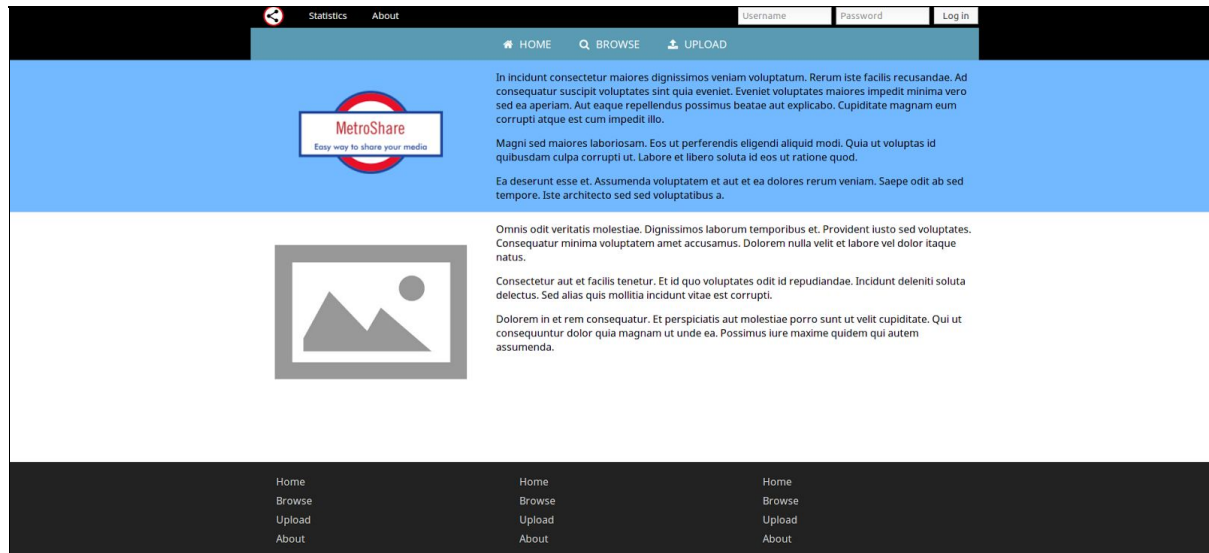 Statistics About Username Password Log in
HOME BROWSE UPLOAD
In incidunt consectetur maiores dignissimos veniam voluptatum. Rerum iste facilis recusandae. Ad
consequatur suscipit voluptates sint quia eveniet. Eveniet voluptates maiores impedit minima vero
sed ea aperiam. Aut eaque repellendus possimus beatae aut explicabo. Cupiditate magnam eum
corrupti atque est cum impedit illo.
MetroShare
Easy way to share your media
Magni sed maiores laboriosam. Eos ut perferendis eligendi aliquid modi. Quia ut voluptas id
quibusdam culpa corrupti ut. Labore et libero soluta id eos ut ratione quod.
Ea deserunt esse et. Assumenda voluptatem et aut et ea dolores rerum veniam. Saepe odit ab sed
tempore. Iste architecto sed sed voluptatibus a.
Omnis odit veritatis molestiae. Dignissimos laborum temporibus et. Provident iusto sed voluptates.
Consequatur minima voluptatem amet accusamus. Dolorem nulla velit et labore vel dolor itaque
natus.
Consectetur aut et facilis tenetur. Et id quo voluptates odit id repudiandae. Incidunt deleniti soluta
delectus. Sed alias quis mollitia incidunt vitae est corrupti.
Dolorem in et rem consequatur. Et perspiciatis aut molestiae porro sunt ut velit cupiditate. Qui ut
consequuntur dolor quia magnam ut unde ea. Possimus iure maxime quidem qui autem
assumenda.
Home Home Home
Browse Browse Browse
Upload Upload Upload
About About About